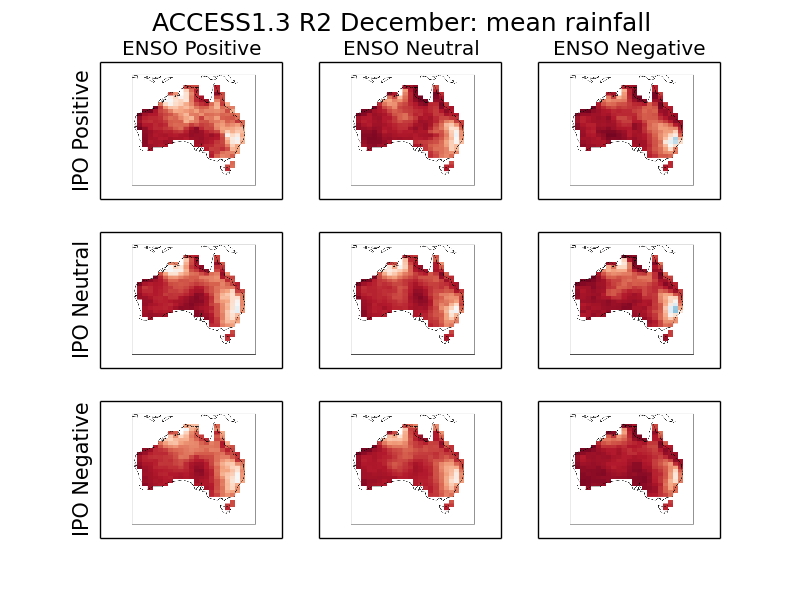 ACCESS1.3 R2 December: mean rainfall
ENSO Positive
ENSO Neutral
ENSO Negative
IPO Positive
IPO Neutral
IPO Negative